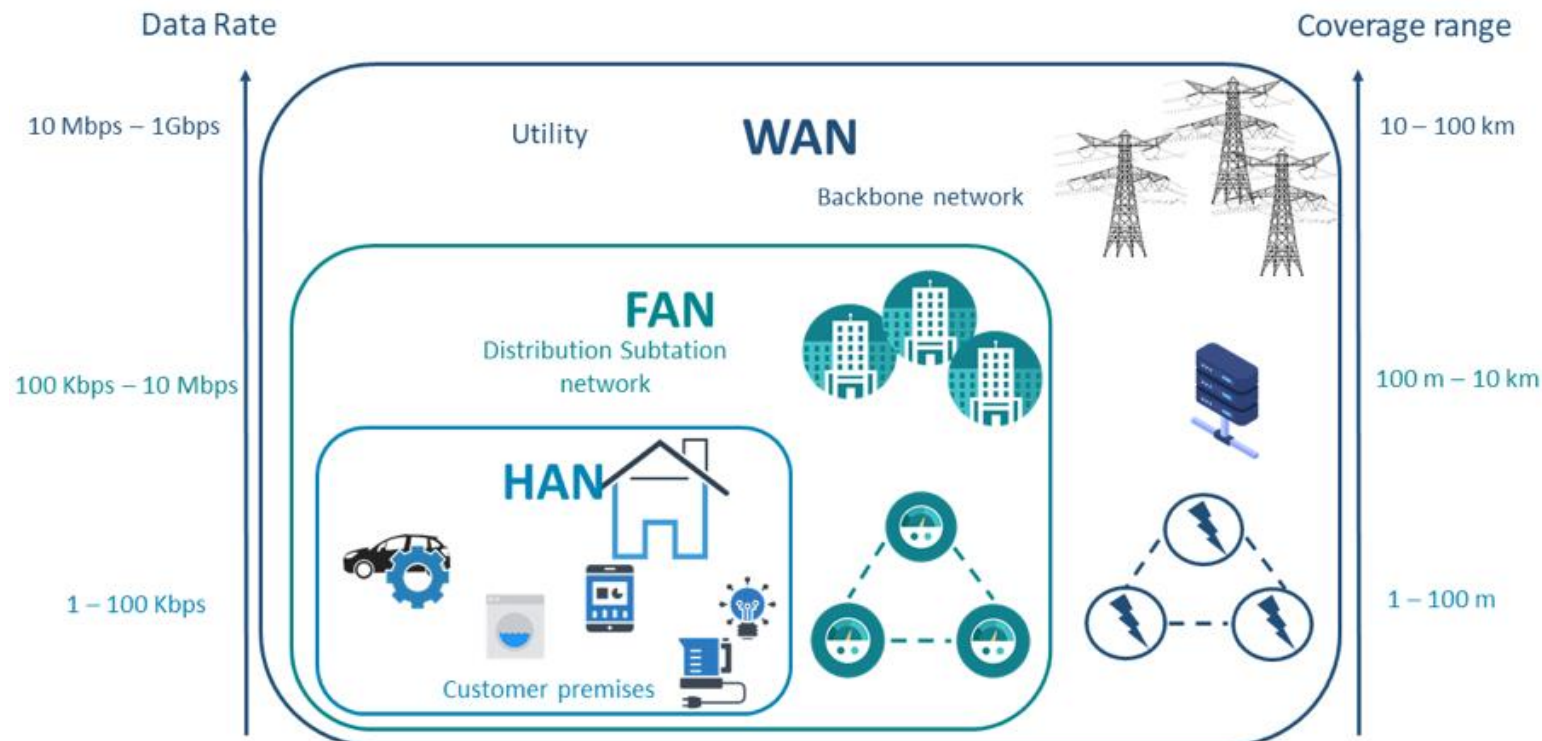 Data Rate
Coverage range
10 Mbps – 1Gbps
Utility
WAN
10 – 100 km
Backbone network
FAN
Distribution Subtation
network
100 Kbps – 10 Mbps
100 m – 10 km
HAN
1 – 100 Kbps
1 – 100 m
Customer premises